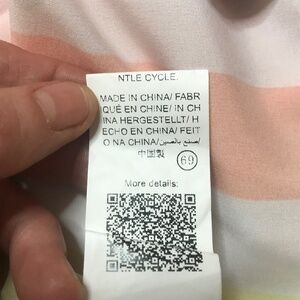 NTLE CYCLE.
MADE IN CHINA/ FABR
IQUÉ EN CHINE/ IN CH
INA HERGESTELLT/ H
ECHO EN CHINA/ FEIT
O NA CHINA/صنع بالصين/
中国製 69
More details: